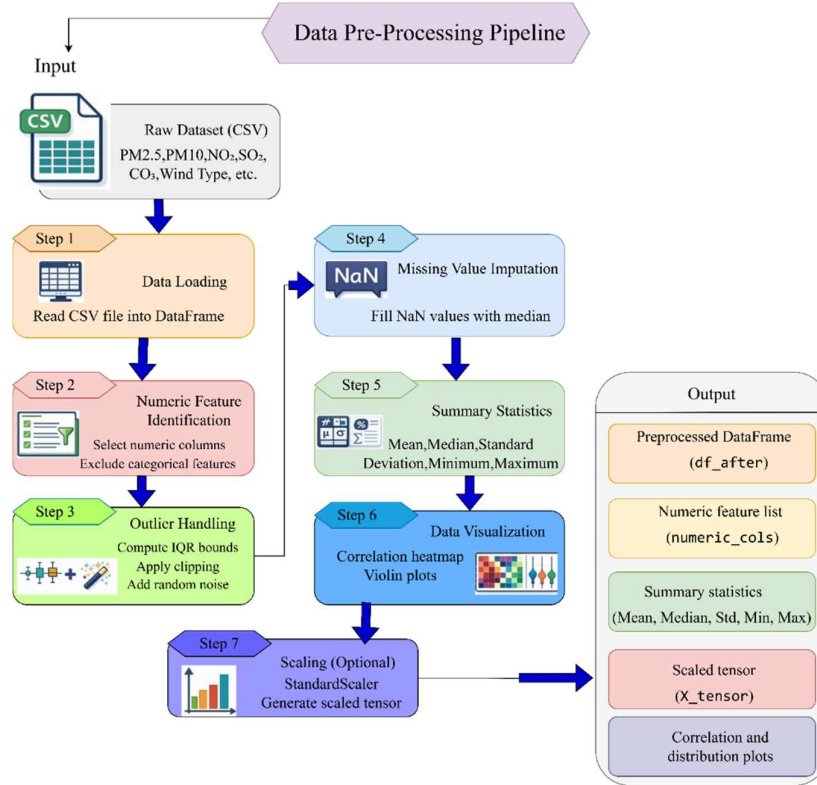 Data Pre-Processing Pipeline
Input
CSV
Raw Dataset (CSV)
PM2.5,PM10,NO₂,SO₂,
CO₃,Wind Type, etc.
Step 1
Data Loading
Read CSV file into DataFrame
Step 2
Numeric Feature
Identification
Select numeric columns
Exclude categorical features
Step 3
Outlier Handling
Compute IQR bounds
Apply clipping
Add random noise
Step 4
NaN
Missing Value Imputation
Fill NaN values with median
Step 5
Summary Statistics
Mean,Median,Standard
Deviation,Minimum,Maximum
Step 6
Data Visualization
Correlation heatmap
Violin plots
Step 7
Scaling (Optional)
StandardScaler
Generate scaled tensor
Output
Preprocessed DataFrame
(df_after)
Numeric feature list
(numeric_cols)
Summary statistics
(Mean, Median, Std, Min, Max)
Scaled tensor
(X_tensor)
Correlation and
distribution plots